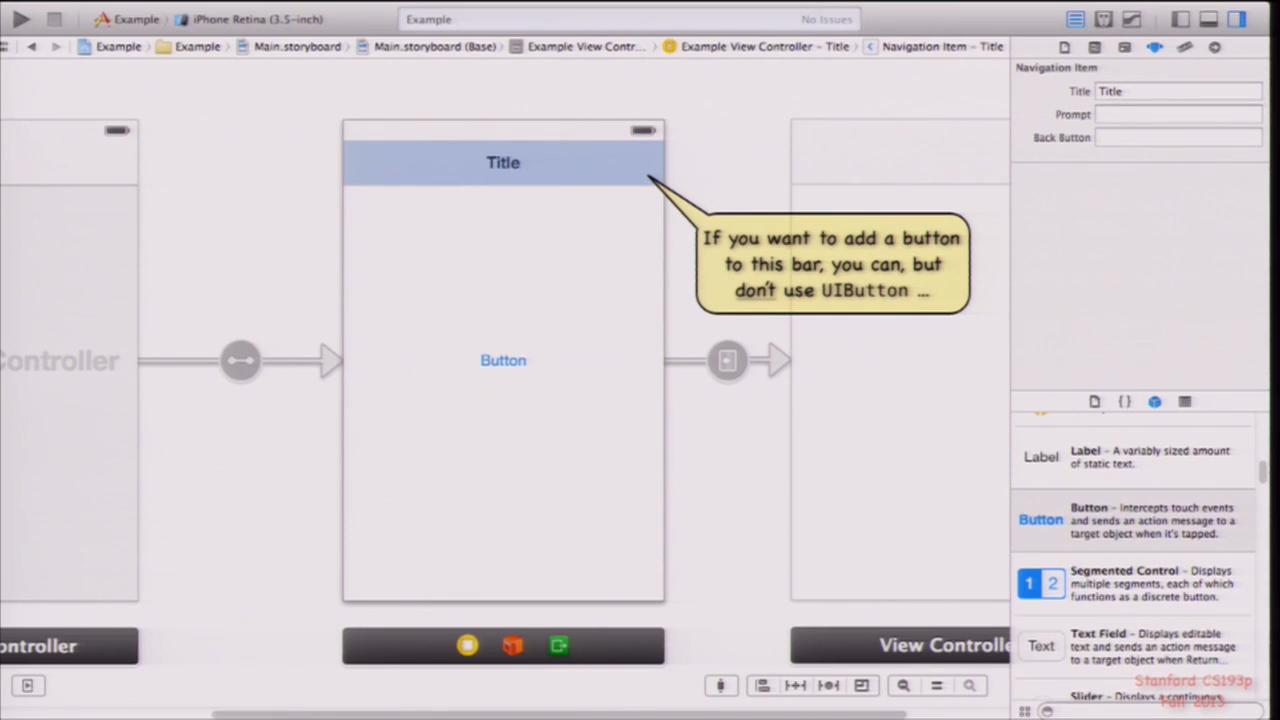 Example
iPhone Retina (3.5-inch)
Example
No Issues
Example
Example
Main.storyboard
Main.storyboard (Base)
Example View Contr...
Example View Controller – Title
Navigation Item – Title
Navigation Item
Title
Title
Prompt
Back Button
Title
If you want to add a button
to this bar, you can, but
don't use UIButton ...
Controller
Button
Label
Label – A variably sized amount
of static text.
Button
Button – Intercepts touch events
and sends an action message to a
target object when it's tapped.
1 2
Segmented Control – Displays
multiple segments, each of which
functions as a discrete button.
Text
Text Field – Displays editable
text and sends an action message
to a target object when Return...
Slider – Displays a continuous
ontroller
View Controlle
Stanford CS193p
Fall 2013